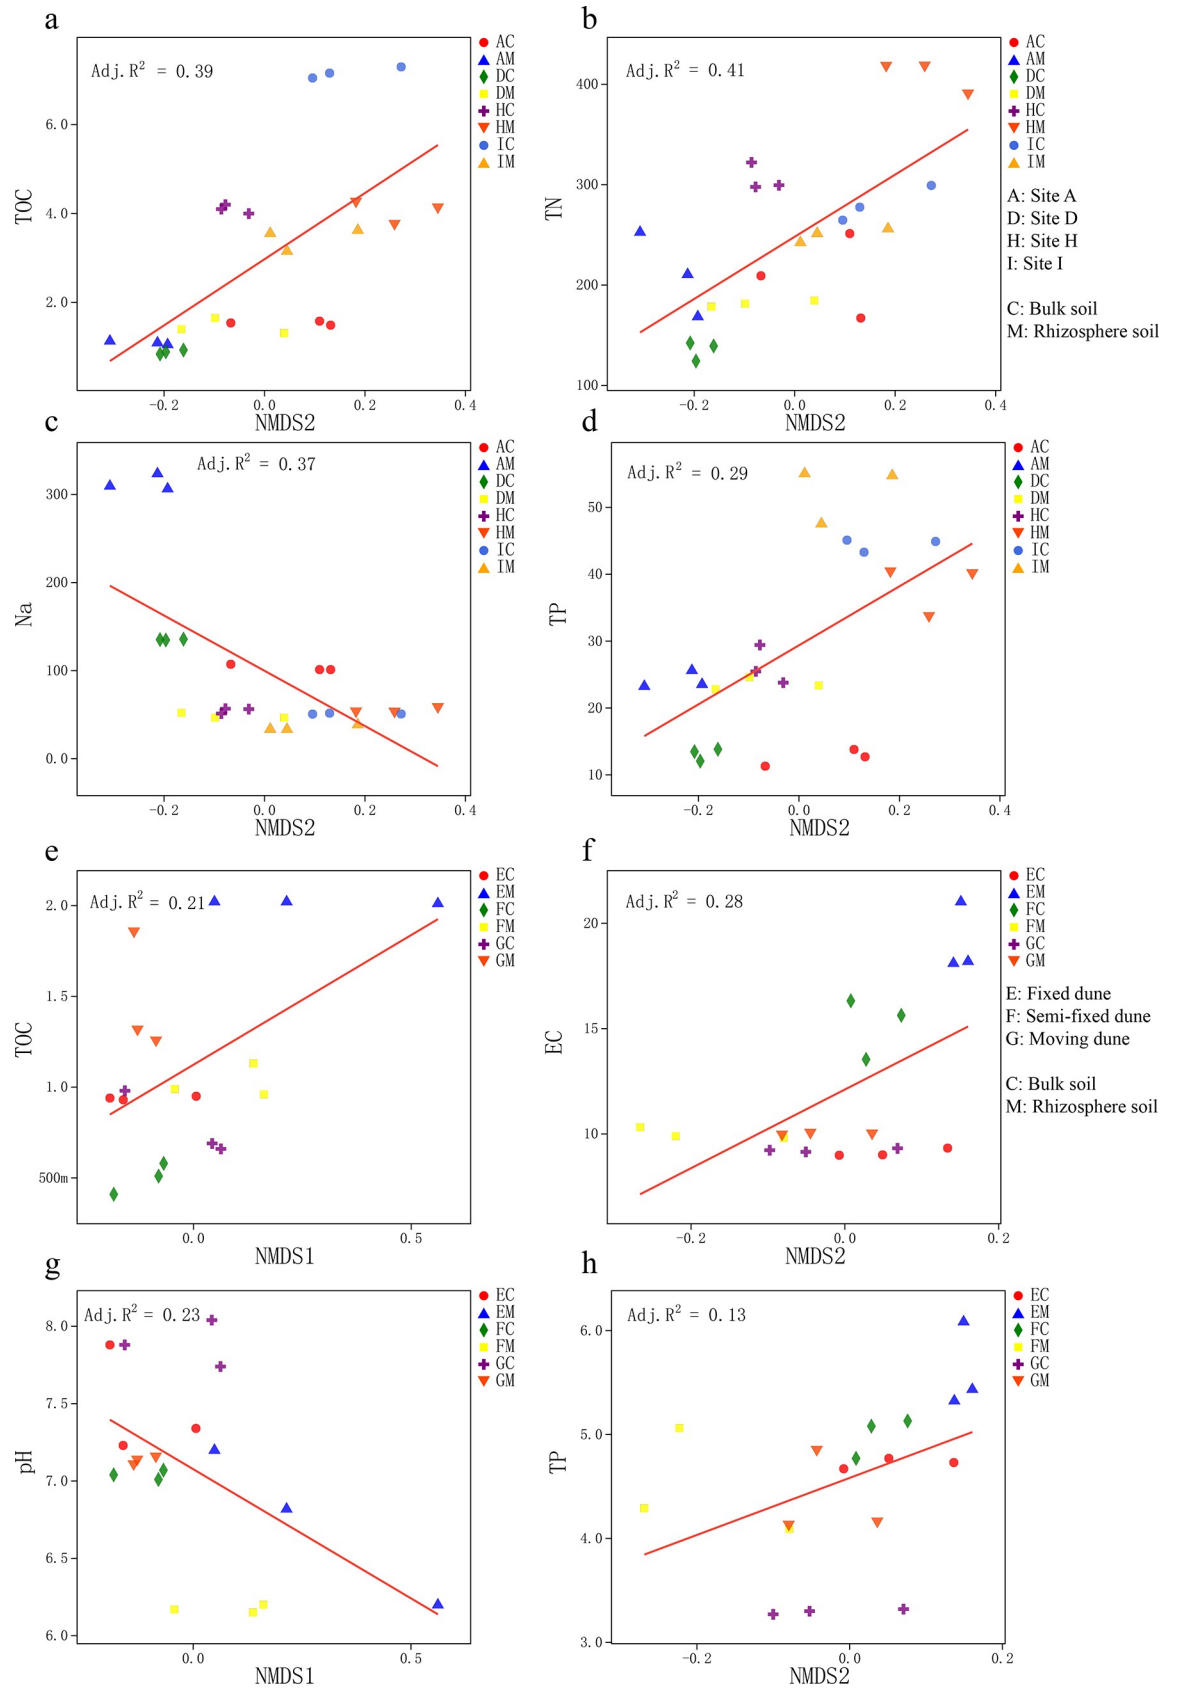 a
Adj.R² = 0.39
TOC
6.0
4.0
2.0
-0.2 0.0 0.2 0.4
NMDS2
AC
AM
DC
DM
HC
HM
IC
IM
b
Adj.R² = 0.41
TN
400
300
200
100
-0.2 0.0 0.2 0.4
NMDS2
AC
AM
DC
DM
HC
HM
IC
IM
A: Site A
D: Site D
H: Site H
I: Site I
C: Bulk soil
M: Rhizosphere soil
c
Adj.R² = 0.37
Na
300
200
100
0.0
-0.2 0.0 0.2 0.4
NMDS2
AC
AM
DC
DM
HC
HM
IC
IM
d
Adj.R² = 0.29
TP
50
40
30
20
10
-0.2 0.0 0.2 0.4
NMDS2
AC
AM
DC
DM
HC
HM
IC
IM
e
Adj.R² = 0.21
TOC
2.0
1.5
1.0
500m
0.0 0.5
NMDS1
EC
EM
FC
FM
GC
GM
f
Adj.R² = 0.28
EC
20
15
10
-0.2 0.0 0.2
NMDS2
EC
EM
FC
FM
GC
GM
E: Fixed dune
F: Semi-fixed dune
G: Moving dune
C: Bulk soil
M: Rhizosphere soil
g
Adj.R² = 0.23
pH
8.0
7.5
7.0
6.5
6.0
0.0 0.5
NMDS1
EC
EM
FC
FM
GC
GM
h
Adj.R² = 0.13
TP
6.0
5.0
4.0
3.0
-0.2 0.0 0.2
NMDS2
EC
EM
FC
FM
GC
GM